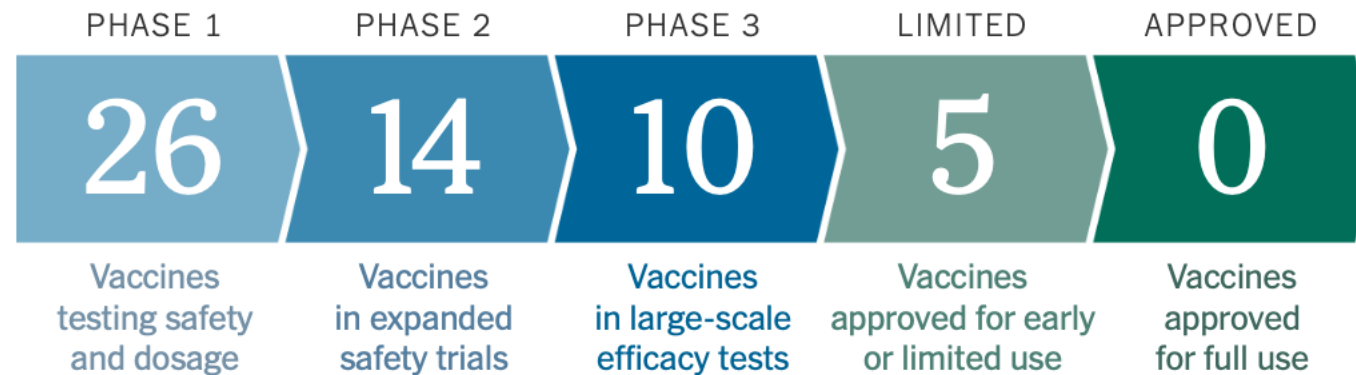 PHASE 1 PHASE 2 PHASE 3 LIMITED APPROVED
26 14 10 5 0
Vaccines
testing safety
and dosage
Vaccines
in expanded
safety trials
Vaccines
in large-scale
efficacy tests
Vaccines
approved for early
or limited use
Vaccines
approved
for full use